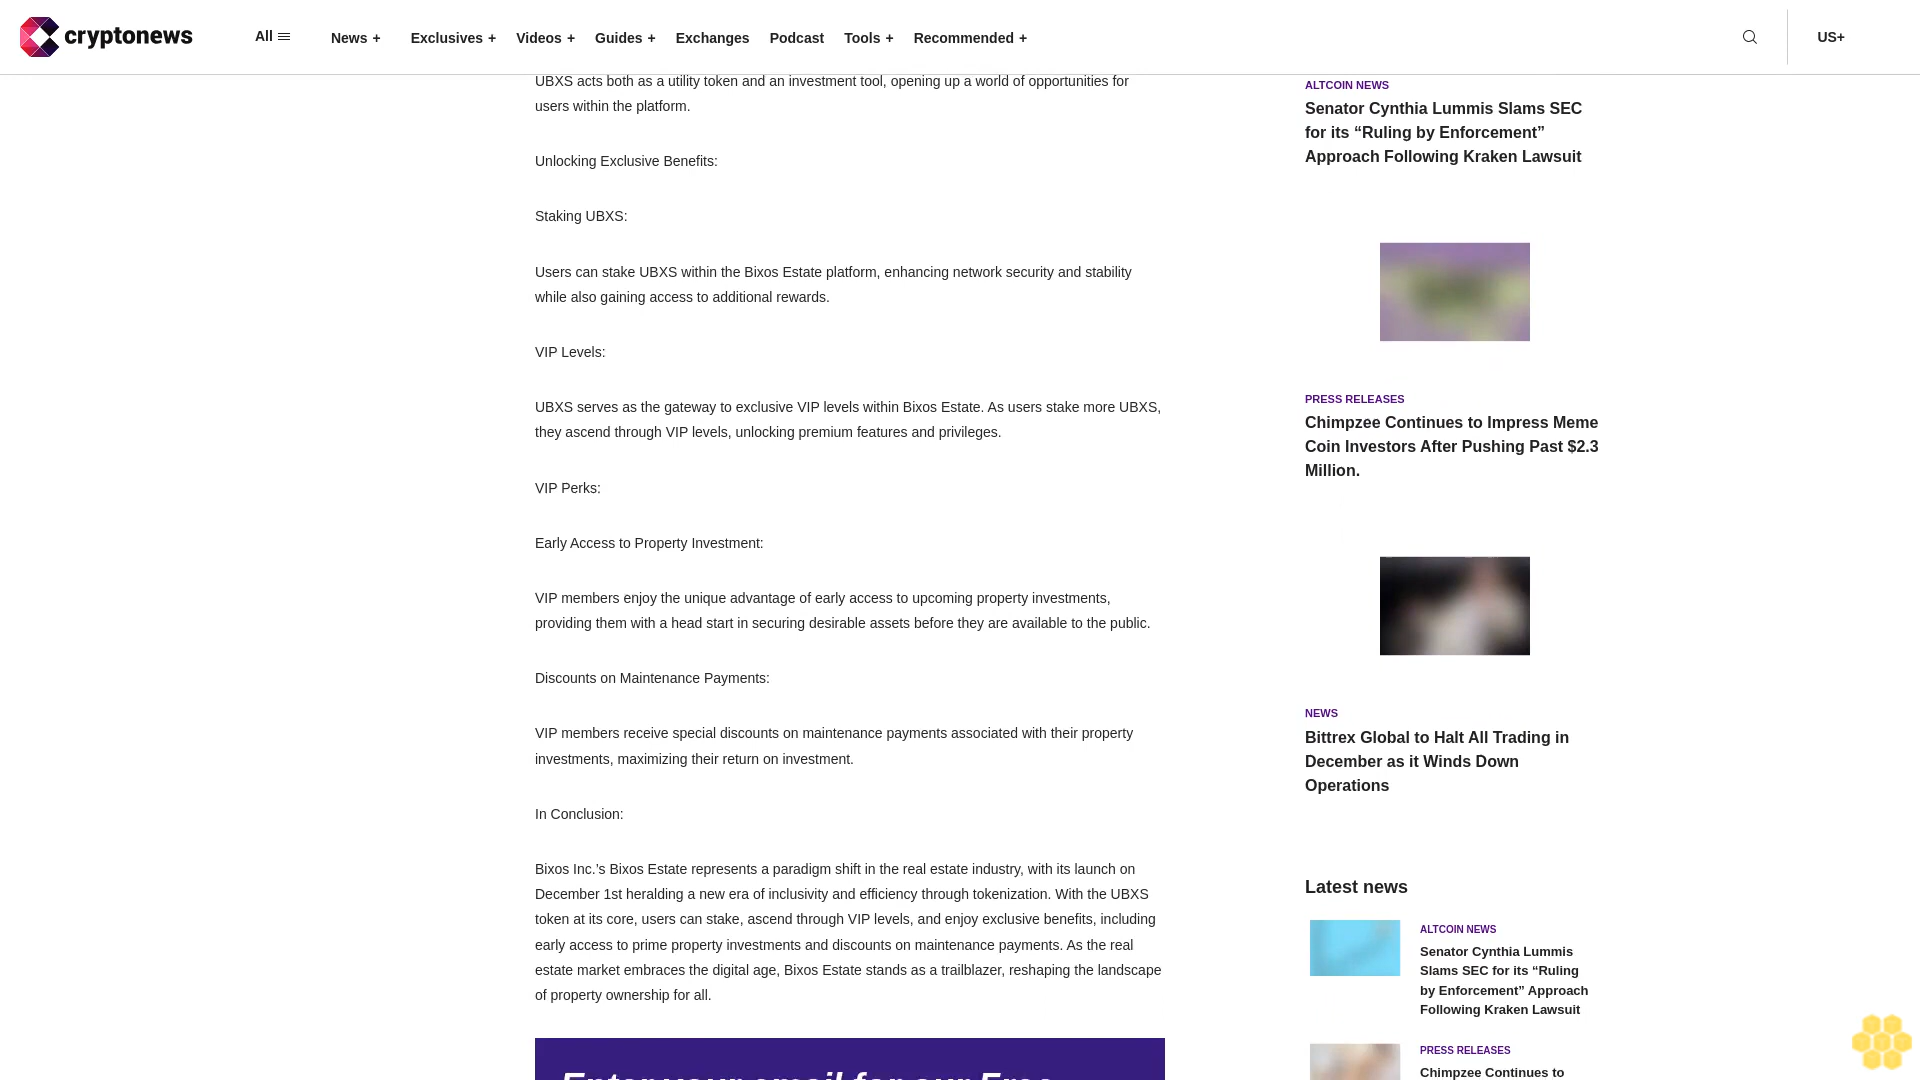 cryptonews
All
News +
Exclusives +
Videos +
Guides +
Exchanges
Podcast
Tools +
Recommended +
US+
UBXS acts both as a utility token and an investment tool, opening up a world of opportunities for
users within the platform.
Unlocking Exclusive Benefits:
Staking UBXS:
Users can stake UBXS within the Bixos Estate platform, enhancing network security and stability
while also gaining access to additional rewards.
VIP Levels:
UBXS serves as the gateway to exclusive VIP levels within Bixos Estate. As users stake more UBXS,
they ascend through VIP levels, unlocking premium features and privileges.
VIP Perks:
Early Access to Property Investment:
VIP members enjoy the unique advantage of early access to upcoming property investments,
providing them with a head start in securing desirable assets before they are available to the public.
Discounts on Maintenance Payments:
VIP members receive special discounts on maintenance payments associated with their property
investments, maximizing their return on investment.
In Conclusion:
Bixos Inc.’s Bixos Estate represents a paradigm shift in the real estate industry, with its launch on
December 1st heralding a new era of inclusivity and efficiency through tokenization. With the UBXS
token at its core, users can stake, ascend through VIP levels, and enjoy exclusive benefits, including
early access to prime property investments and discounts on maintenance payments. As the real
estate market embraces the digital age, Bixos Estate stands as a trailblazer, reshaping the landscape
of property ownership for all.
Enter your email for our Free
ALTCOIN NEWS
Senator Cynthia Lummis Slams SEC
for its “Ruling by Enforcement”
Approach Following Kraken Lawsuit
PRESS RELEASES
Chimpzee Continues to Impress Meme
Coin Investors After Pushing Past $2.3
Million.
NEWS
Bittrex Global to Halt All Trading in
December as it Winds Down
Operations
Latest news
ALTCOIN NEWS
Senator Cynthia Lummis
Slams SEC for its “Ruling
by Enforcement” Approach
Following Kraken Lawsuit
PRESS RELEASES
Chimpzee Continues to